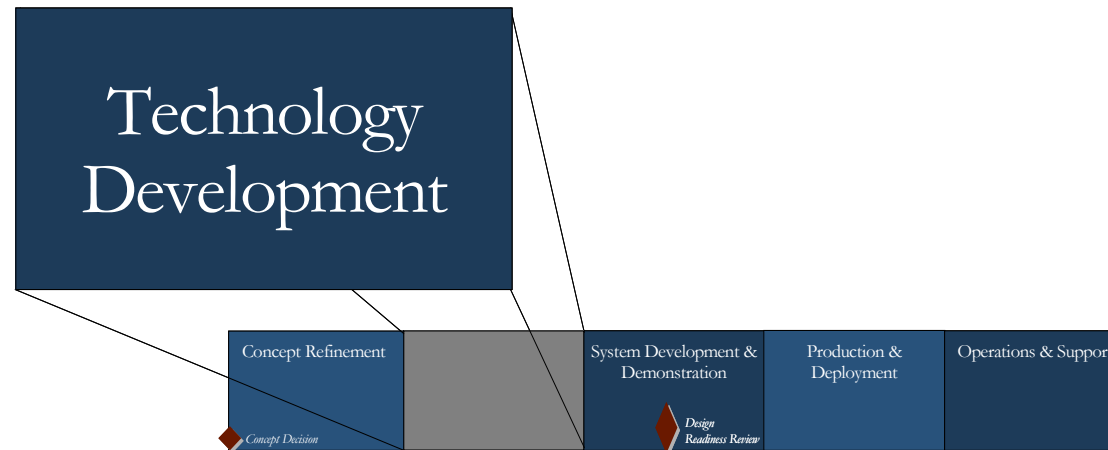 Technology
Development
Concept Refinement
System Development &
Demonstration
Production &
Deployment
Operations & Suppor
Concept Decision
Design
Readiness Review